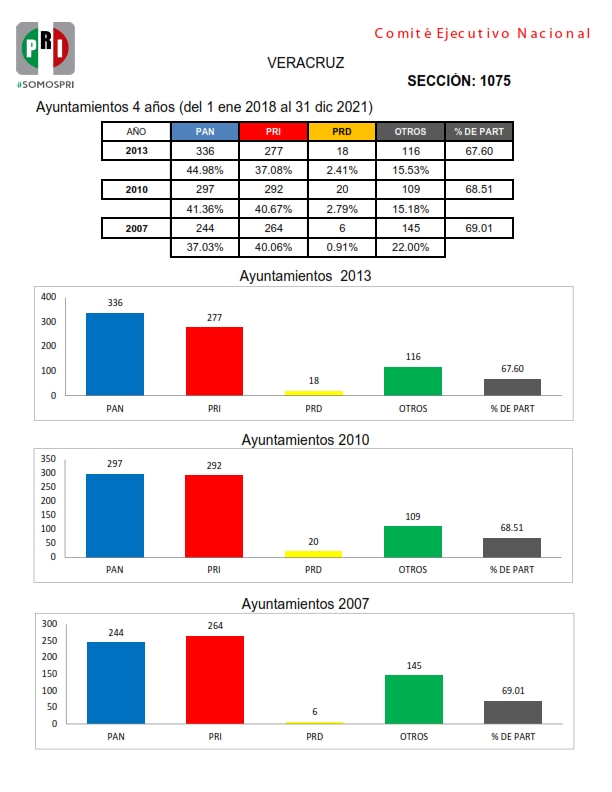 PRI
#SOMOSPRI
Comité Ejecutivo Nacional
VERACRUZ
SECCIÓN: 1075
Ayuntamientos 4 años (del 1 ene 2018 al 31 dic 2021)
AÑO PAN PRI PRD OTROS % DE PART
2013 336 277 18 116 67.60
44.98% 37.08% 2.41% 15.53%
2010 297 292 20 109 68.51
41.36% 40.67% 2.79% 15.18%
2007 244 264 6 145 69.01
37.03% 40.06% 0.91% 22.00%
Ayuntamientos 2013
400
300
200
100
0
336 277 18 116 67.60
PAN PRI PRD OTROS % DE PART
Ayuntamientos 2010
350
300
250
200
150
100
50
0
297 292 20 109 68.51
PAN PRI PRD OTROS % DE PART
Ayuntamientos 2007
300
250
200
150
100
50
0
244 264 6 145 69.01
PAN PRI PRD OTROS % DE PART